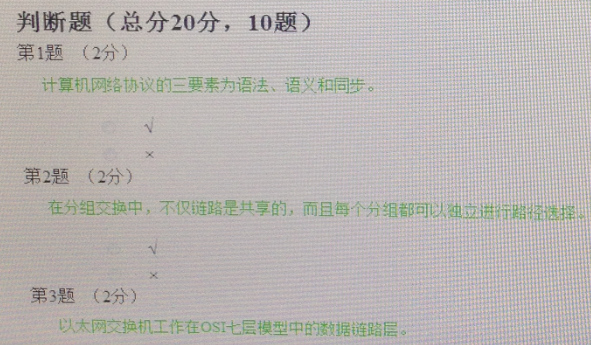 判断题（总分20分，10题）
第1题 （2分）
计算机网络协议的三要素为语法、语义和同步。
√
×
第2题 （2分）
在分组交换中，不仅链路是共享的，而且每个分组都可以独立进行路径选择。
√
×
第3题 （2分）
以太网交换机工作在OSI七层模型中的数据链路层。